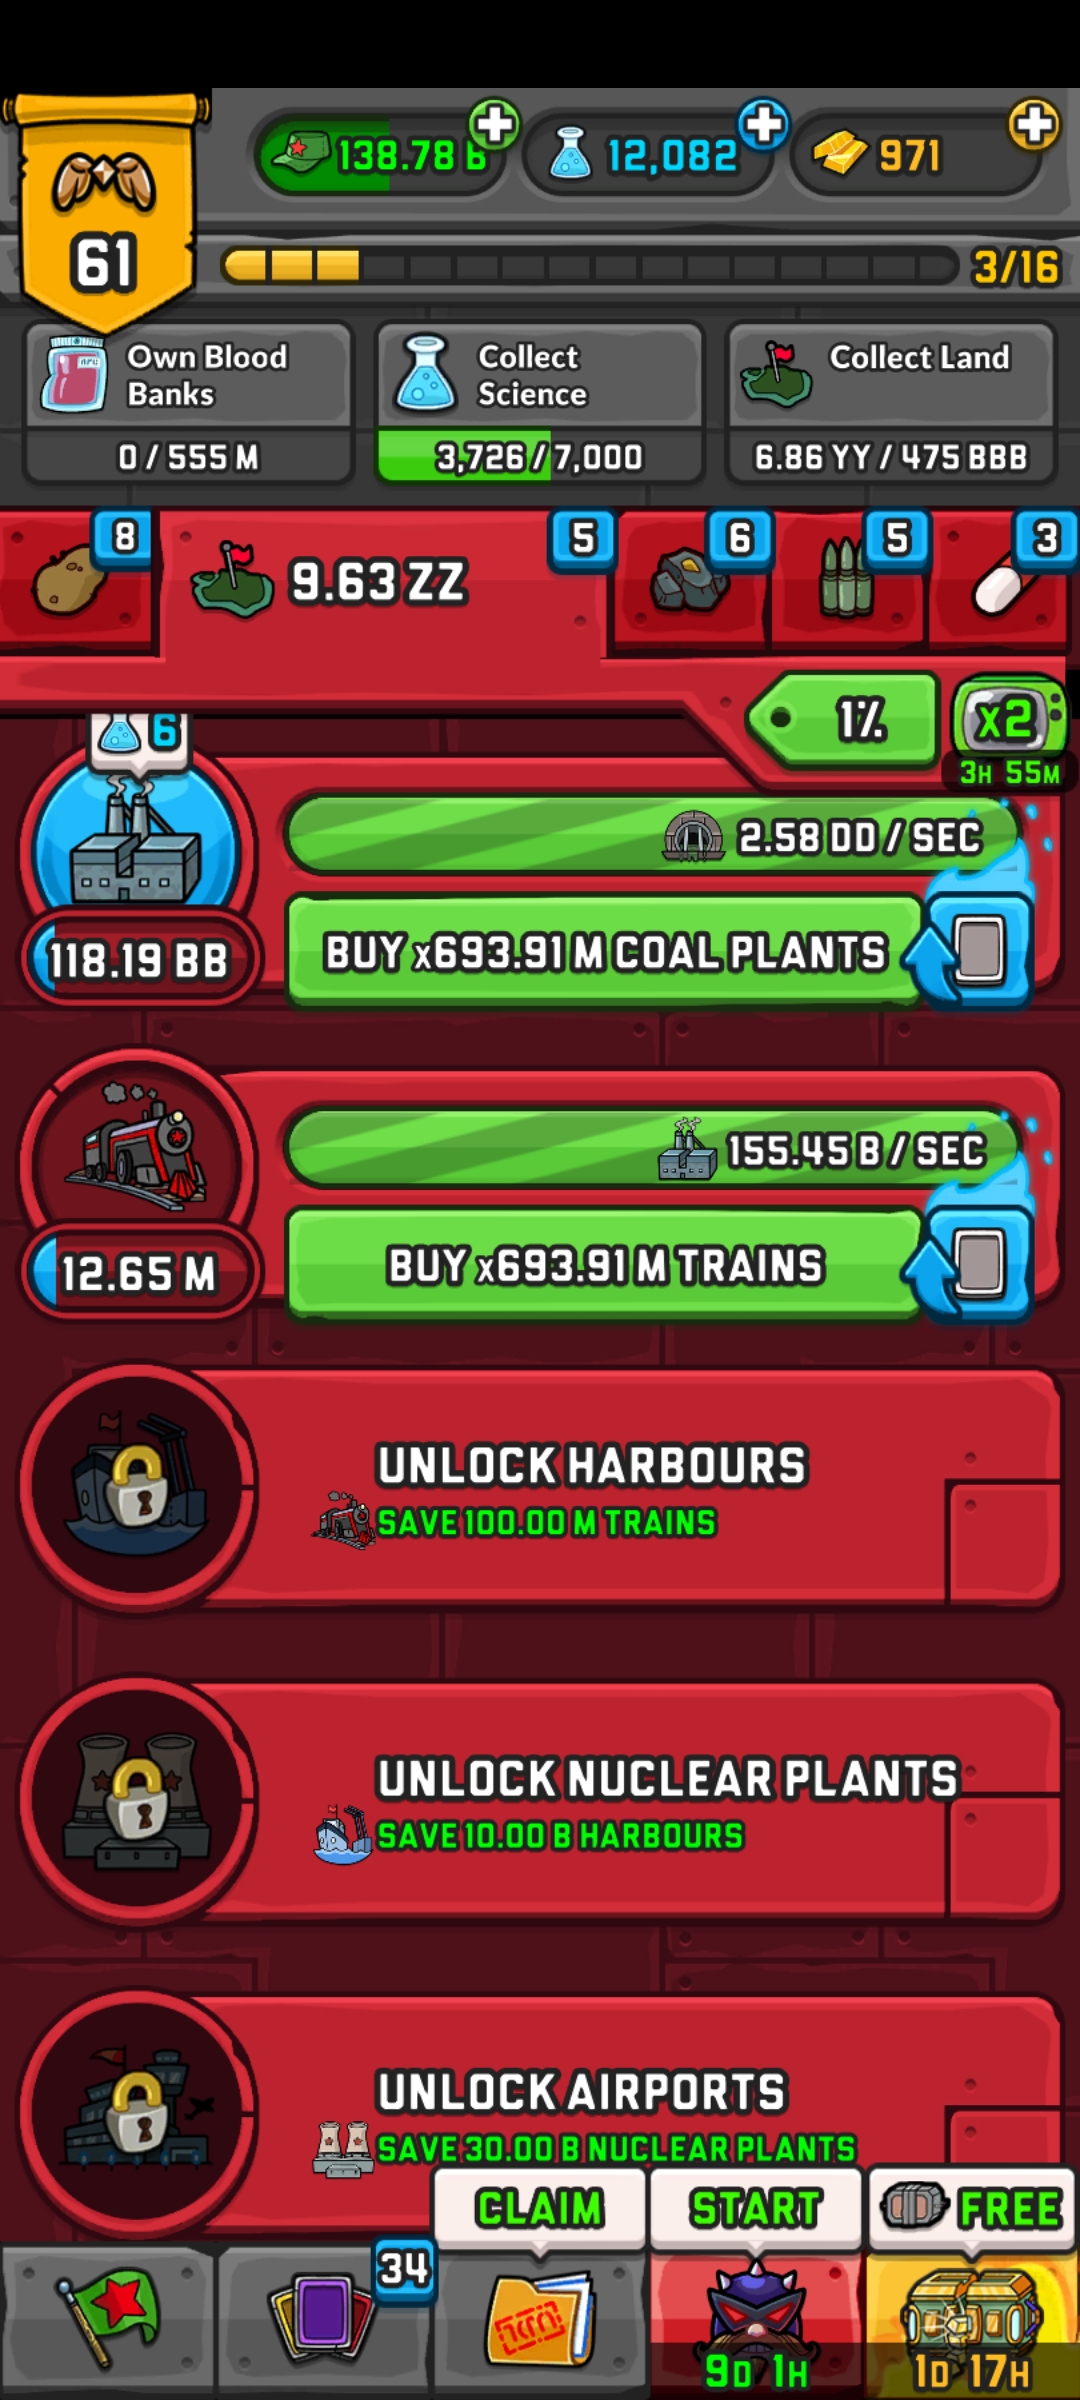 138.78 B
12,082
971
61
3/16
Own Blood
Banks
0 / 555 M
Collect
Science
3,726 / 7,000
Collect Land
6.86 YY / 475 BBB
8
9.63 ZZ
5
6
5
3
1%
x2
3H 55M
6
2.58 DD / SEC
118.19 BB
BUY x693.91 M COAL PLANTS
155.45 B / SEC
12.65 M
BUY x693.91 M TRAINS
UNLOCK HARBOURS
SAVE 100.00 M TRAINS
UNLOCK NUCLEAR PLANTS
SAVE 10.00 B HARBOURS
UNLOCK AIRPORTS
SAVE 30.00 B NUCLEAR PLANTS
CLAIM
START
FREE
34
9D 1H
1D 17H